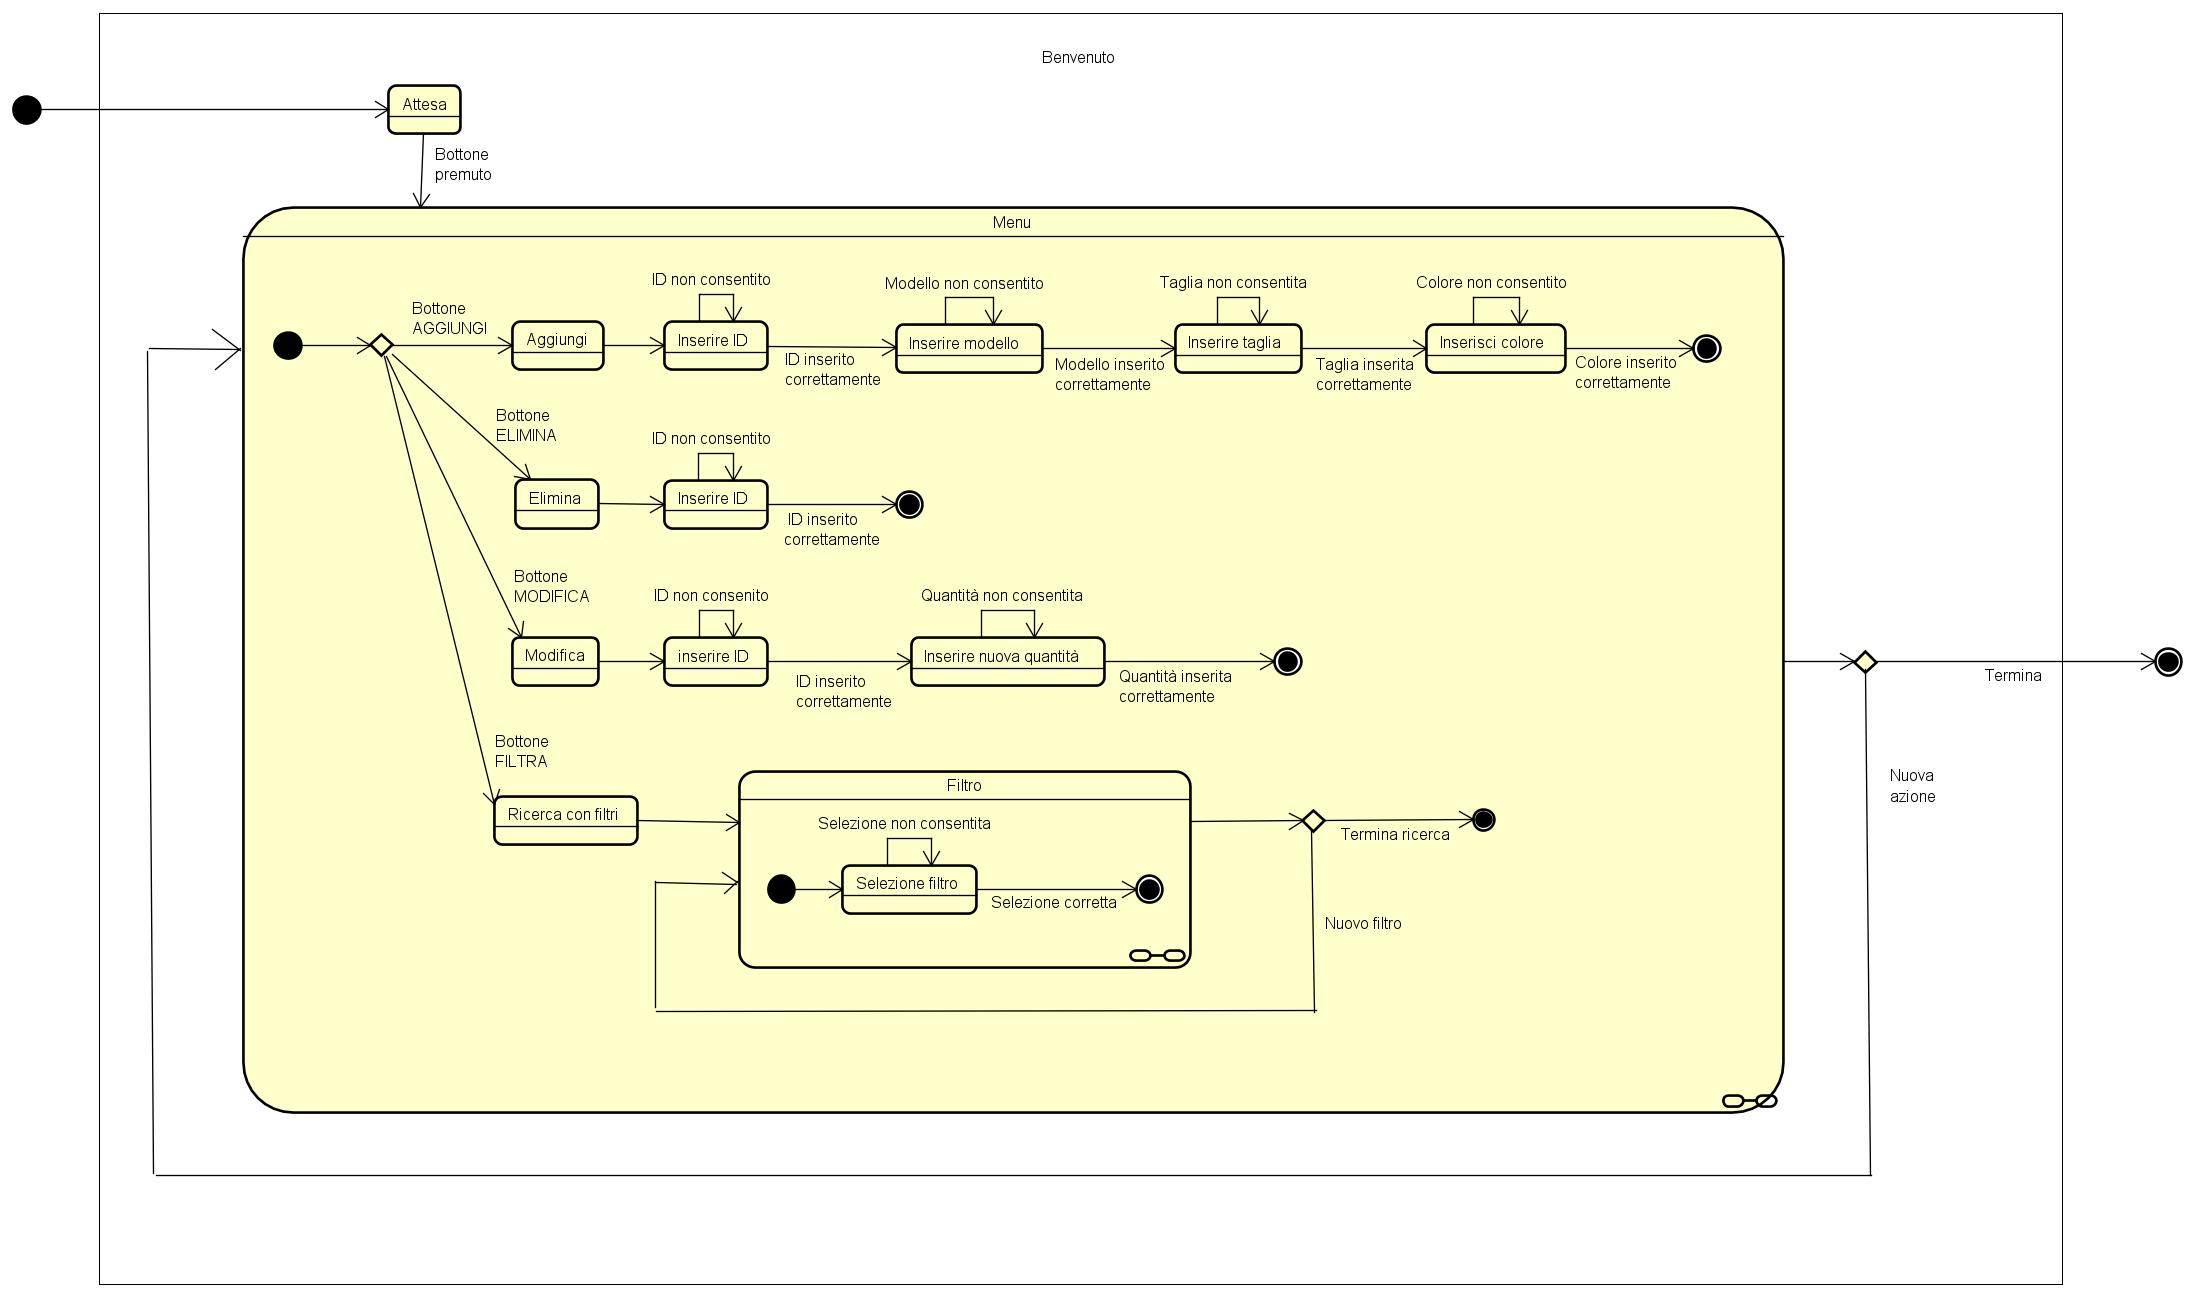 Benvenuto
Attesa
Bottone
premuto
Menu
ID non consentito
Modello non consentito
Taglia non consentita
Colore non consentito
Bottone
AGGIUNGI
Aggiungi
Inserire ID
Inserire modello
Inserire taglia
Inserisci colore
ID inserito
correttamente
Modello inserito
correttamente
Taglia inserita
correttamente
Colore inserito
correttamente
Bottone
ELIMINA
ID non consentito
Elimina
Inserire ID
ID inserito
correttamente
Bottone
MODIFICA
ID non consenito
Quantità non consentita
Modifica
inserire ID
Inserire nuova quantità
ID inserito
correttamente
Quantità inserita
correttamente
Termina
Bottone
FILTRA
Nuova
azione
Filtro
Ricerca con filtri
Selezione non consentita
Termina ricerca
Selezione filtro
Selezione corretta
Nuovo filtro